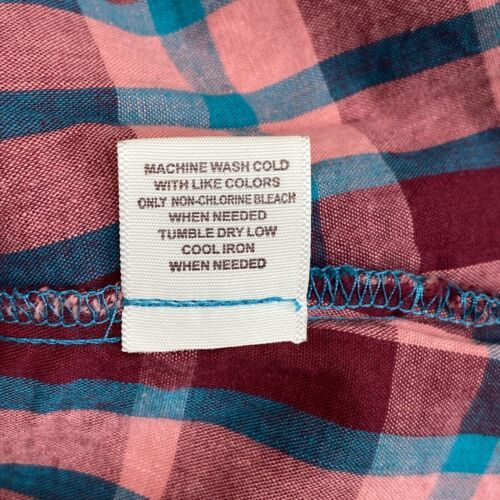 MACHINE WASH COLD
WITH LIKE COLORS
ONLY NON-CHLORINE BLEACH
WHEN NEEDED
TUMBLE DRY LOW
COOL IRON
WHEN NEEDED